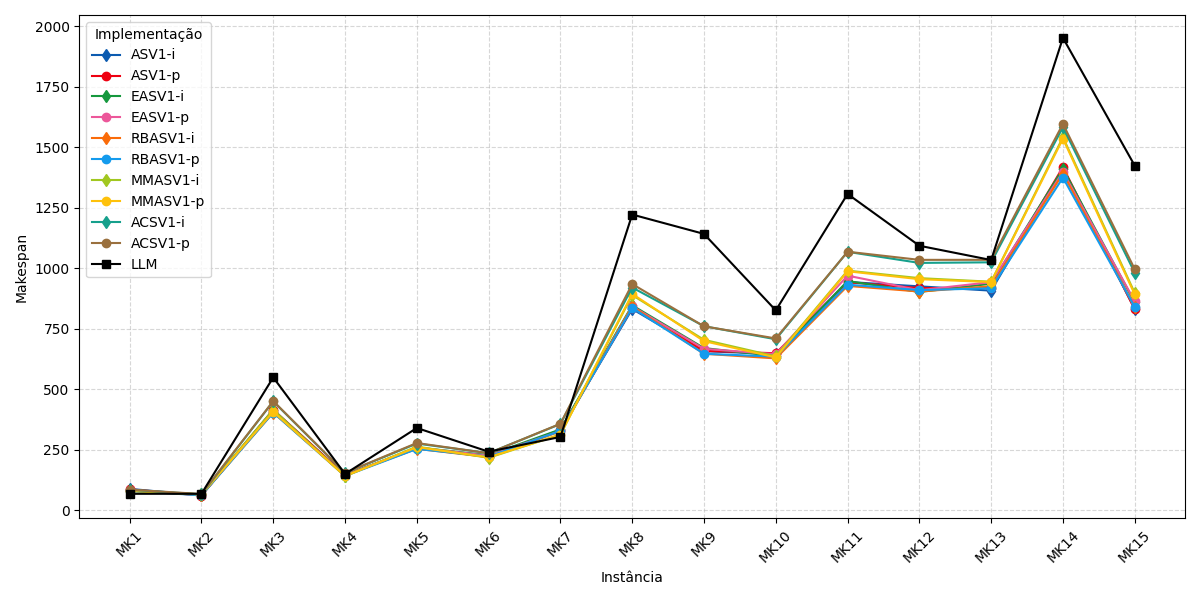 Implementação
ASV1-i
ASV1-p
EASV1-i
EASV1-p
RBASV1-i
RBASV1-p
MMASV1-i
MMASV1-p
ACSV1-i
ACSV1-p
LLM
Makespan
2000
1750
1500
1250
1000
750
500
250
0
MK1
MK2
MK3
MK4
MK5
MK6
MK7
MK8
MK9
MK10
MK11
MK12
MK13
MK14
MK15
Instância